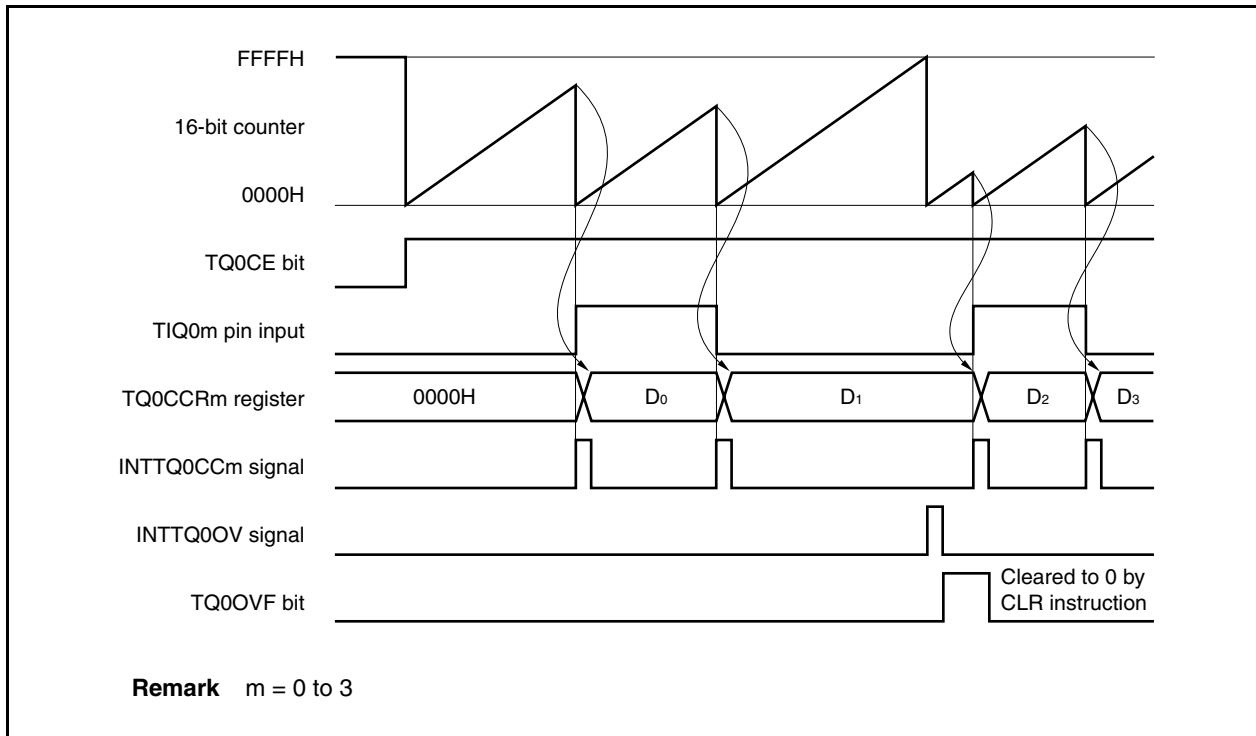 FFFFH
16-bit counter
0000H
TQ0CE bit
TIQ0m pin input
TQ0CCRm register
0000H
D0
D1
D2
D3
INTTQ0CCm signal
INTTQ0OV signal
TQ0OVF bit
Cleared to 0 by
CLR instruction
Remark m = 0 to 3